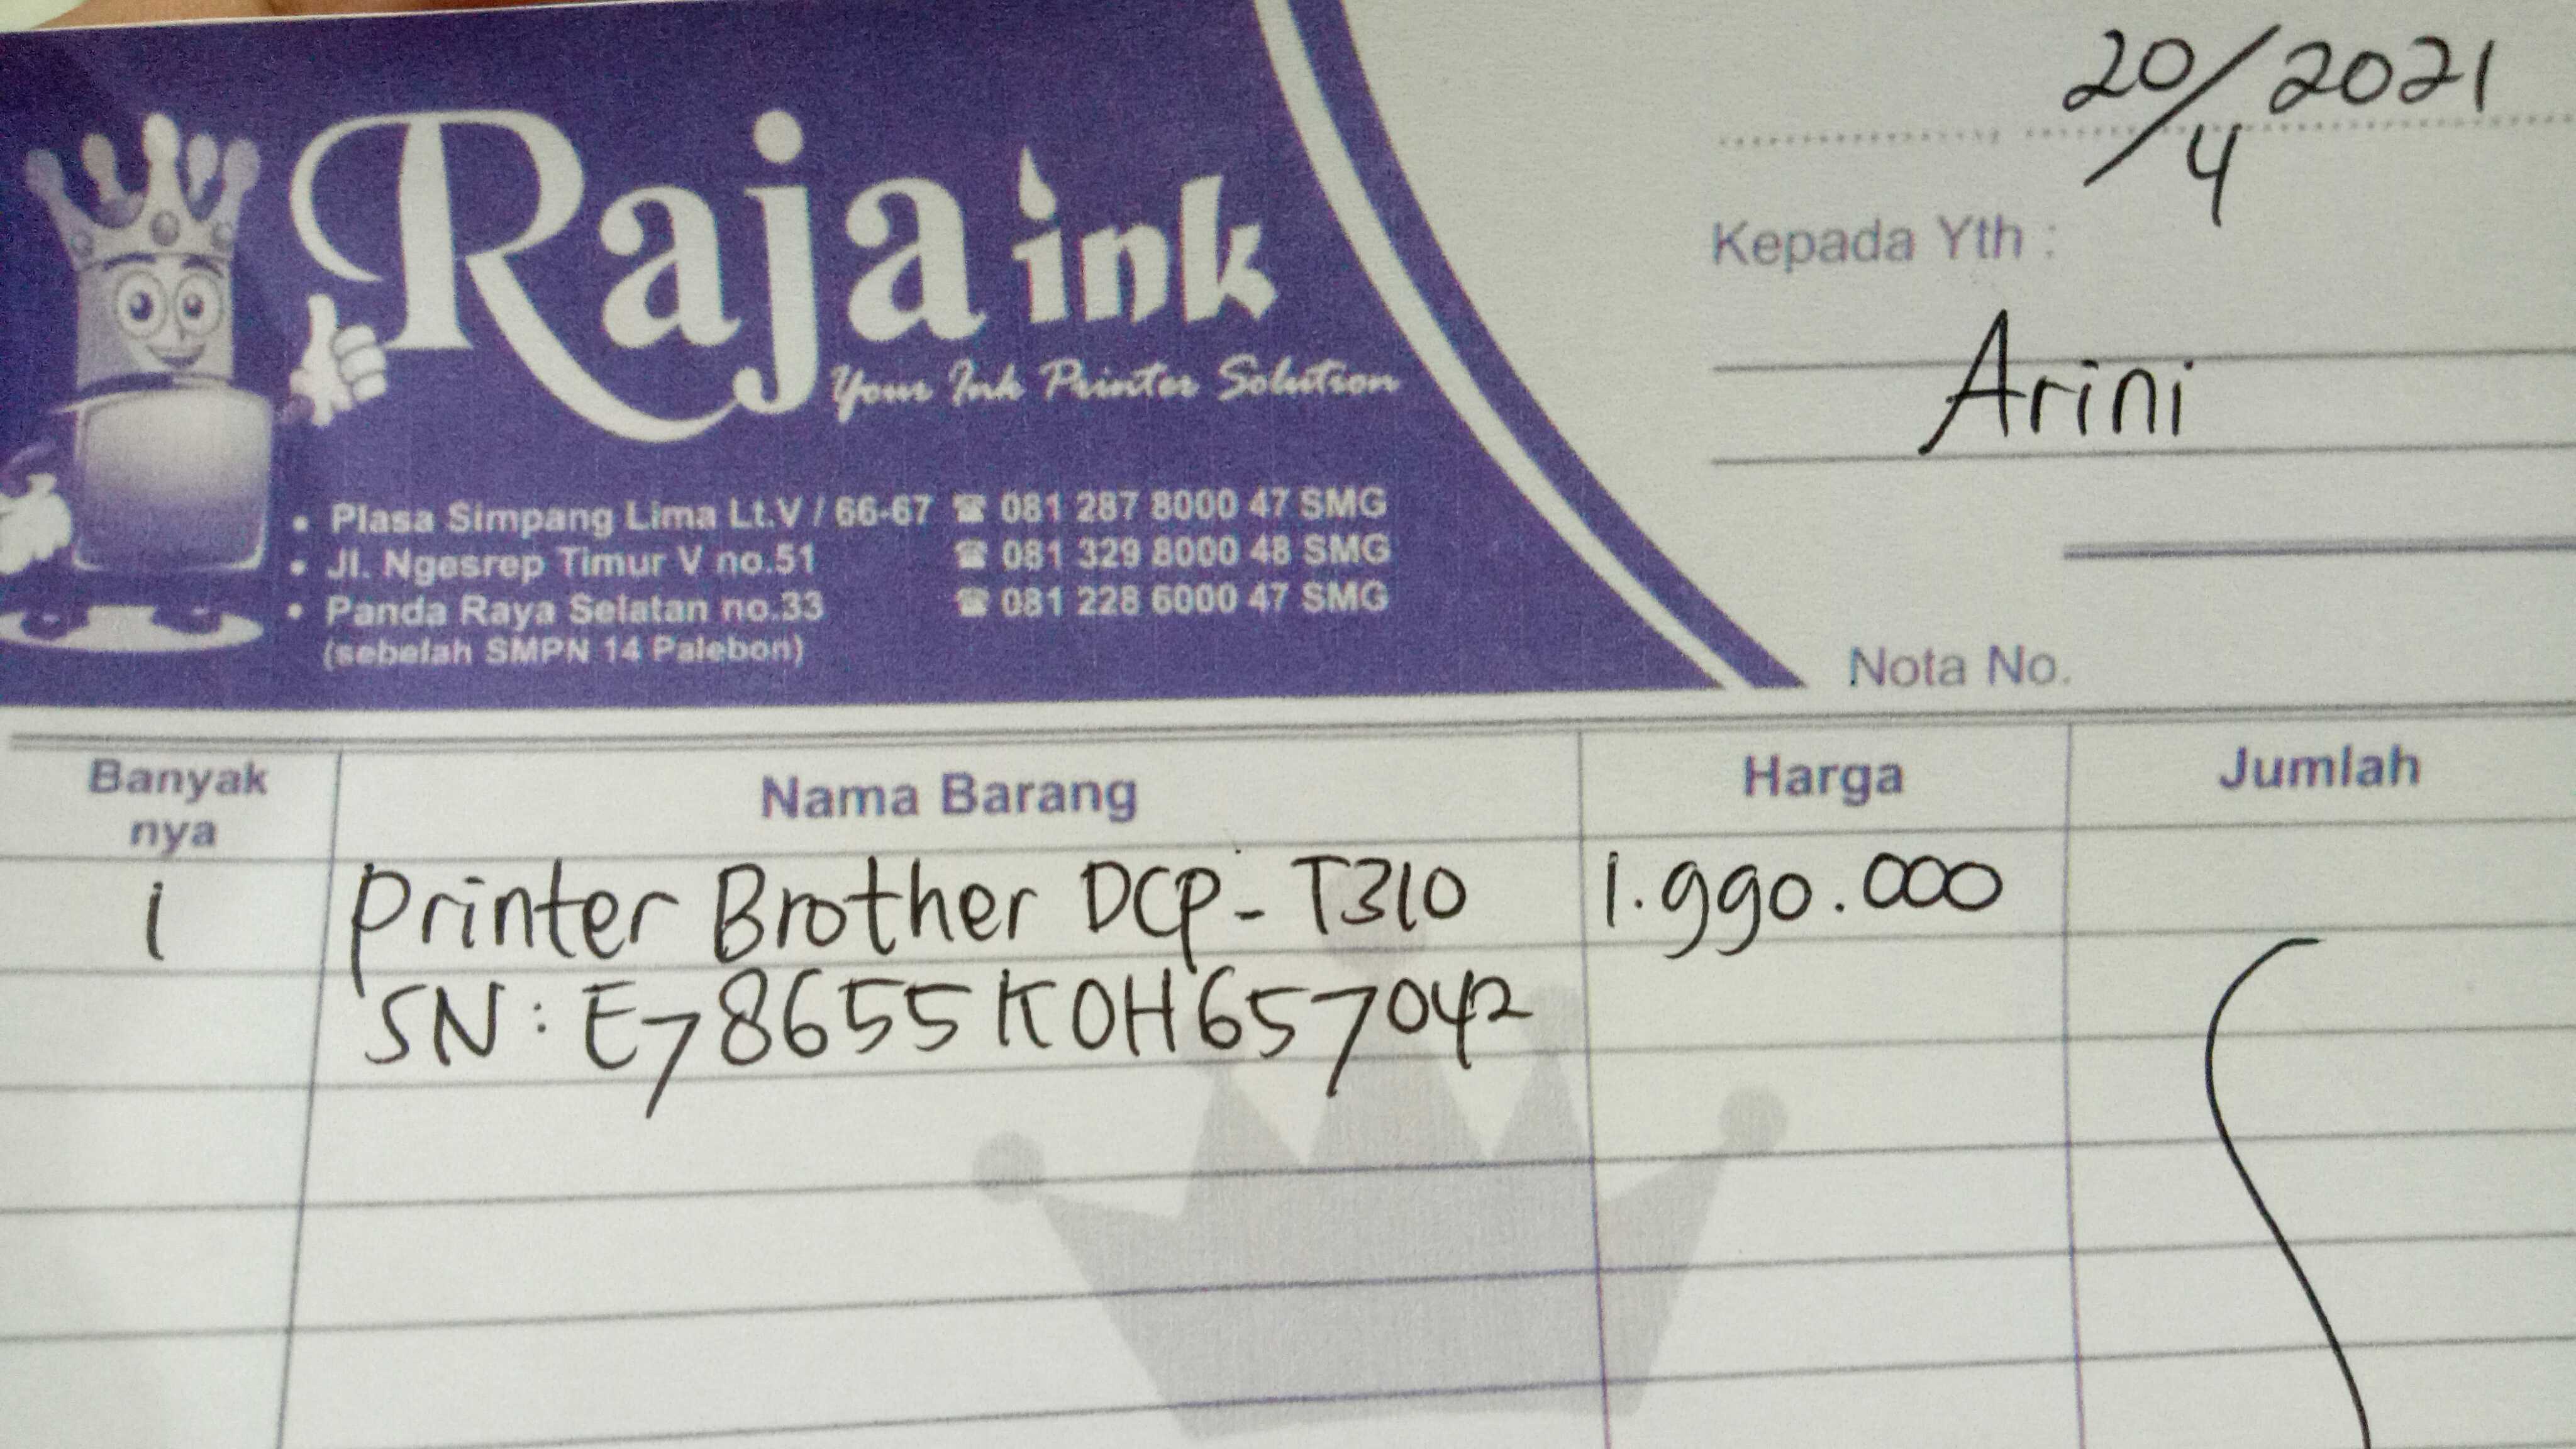 Raja ink
Your Ink Printer Solution
• Plasa Simpang Lima Lt.V / 66-67 ☎ 081 287 8000 47 SMG
• Jl. Ngesrep Timur V no.51 ☎ 081 329 8000 48 SMG
• Panda Raya Selatan no.33 ☎ 081 228 6000 47 SMG
(sebelah SMPN 14 Palebon)
20/4 2021
Kepada Yth :
Arini
Nota No.
Banyak nya Nama Barang Harga Jumlah
1 Printer Brother DCP-T310 1.990.000
SN : E78655K0H657042